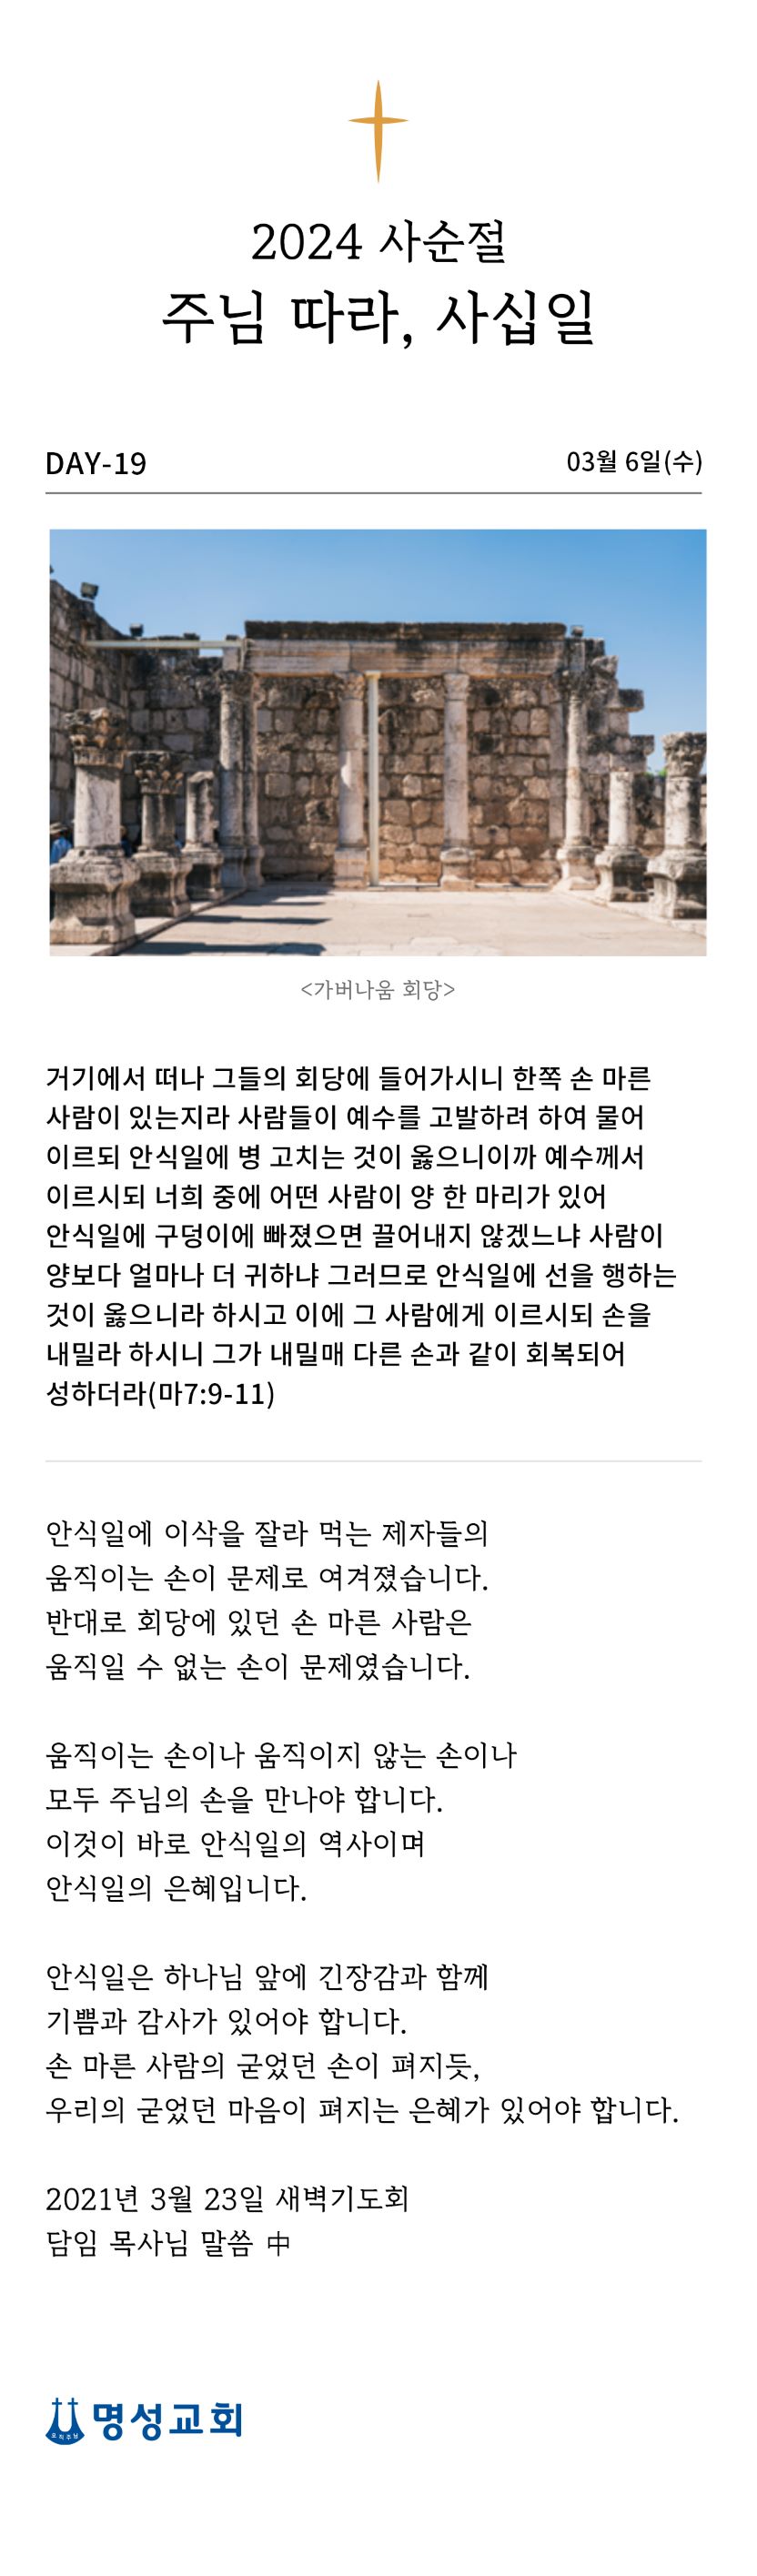 2024 사순절
주님 따라, 사십일
DAY-19
03월 6일(수)
<가버나움 회당>
거기에서 떠나 그들의 회당에 들어가시니 한쪽 손 마른
사람이 있는지라 사람들이 예수를 고발하려 하여 물어
이르되 안식일에 병 고치는 것이 옳으니이까 예수께서
이르시되 너희 중에 어떤 사람이 양 한 마리가 있어
안식일에 구덩이에 빠졌으면 끌어내지 않겠느냐 사람이
양보다 얼마나 더 귀하냐 그러므로 안식일에 선을 행하는
것이 옳으니라 하시고 이에 그 사람에게 이르시되 손을
내밀라 하시니 그가 내밀매 다른 손과 같이 회복되어
성하더라(마7:9-11)
안식일에 이삭을 잘라 먹는 제자들의
움직이는 손이 문제로 여겨졌습니다.
반대로 회당에 있던 손 마른 사람은
움직일 수 없는 손이 문제였습니다.
움직이는 손이나 움직이지 않는 손이나
모두 주님의 손을 만나야 합니다.
이것이 바로 안식일의 역사이며
안식일의 은혜입니다.
안식일은 하나님 앞에 긴장감과 함께
기쁨과 감사가 있어야 합니다.
손 마른 사람의 굳었던 손이 펴지듯,
우리의 굳었던 마음이 펴지는 은혜가 있어야 합니다.
2021년 3월 23일 새벽기도회
담임 목사님 말씀 中
오직주님
명성교회